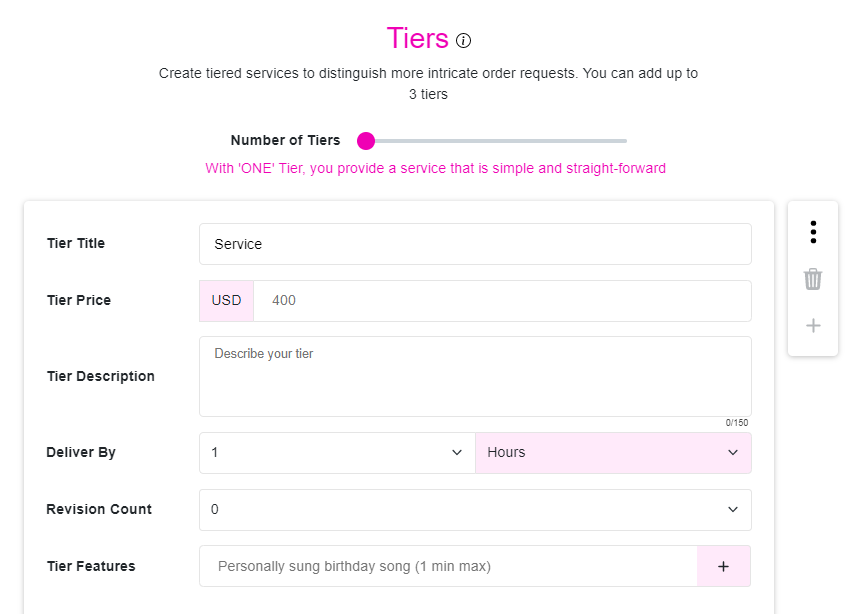 Tiers
Create tiered services to distinguish more intricate order requests. You can add up to
3 tiers
Number of Tiers
With 'ONE' Tier, you provide a service that is simple and straight-forward
Tier Title
Service
Tier Price
USD
400
Tier Description
Describe your tier
0/150
Deliver By
1
Hours
Revision Count
0
Tier Features
Personally sung birthday song (1 min max)
+